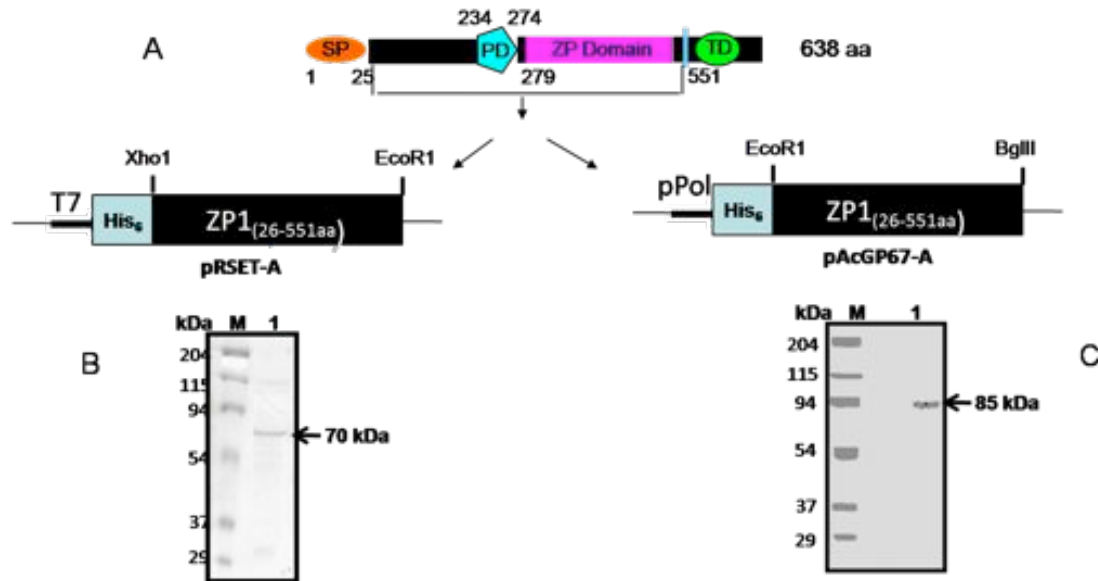 A
234 274
SP PD ZP Domain TD 638 aa
1 25 279 551
Xho1 EcoR1
T7 His₆ ZP1(26-551aa)
pRSET-A
EcoR1 BglII
pPol His₆ ZP1(26-551aa)
pAcGP67-A
B
kDa M 1
204
115
94
70 kDa
54
37
29
C
kDa M 1
204
115
94
85 kDa
54
37
29